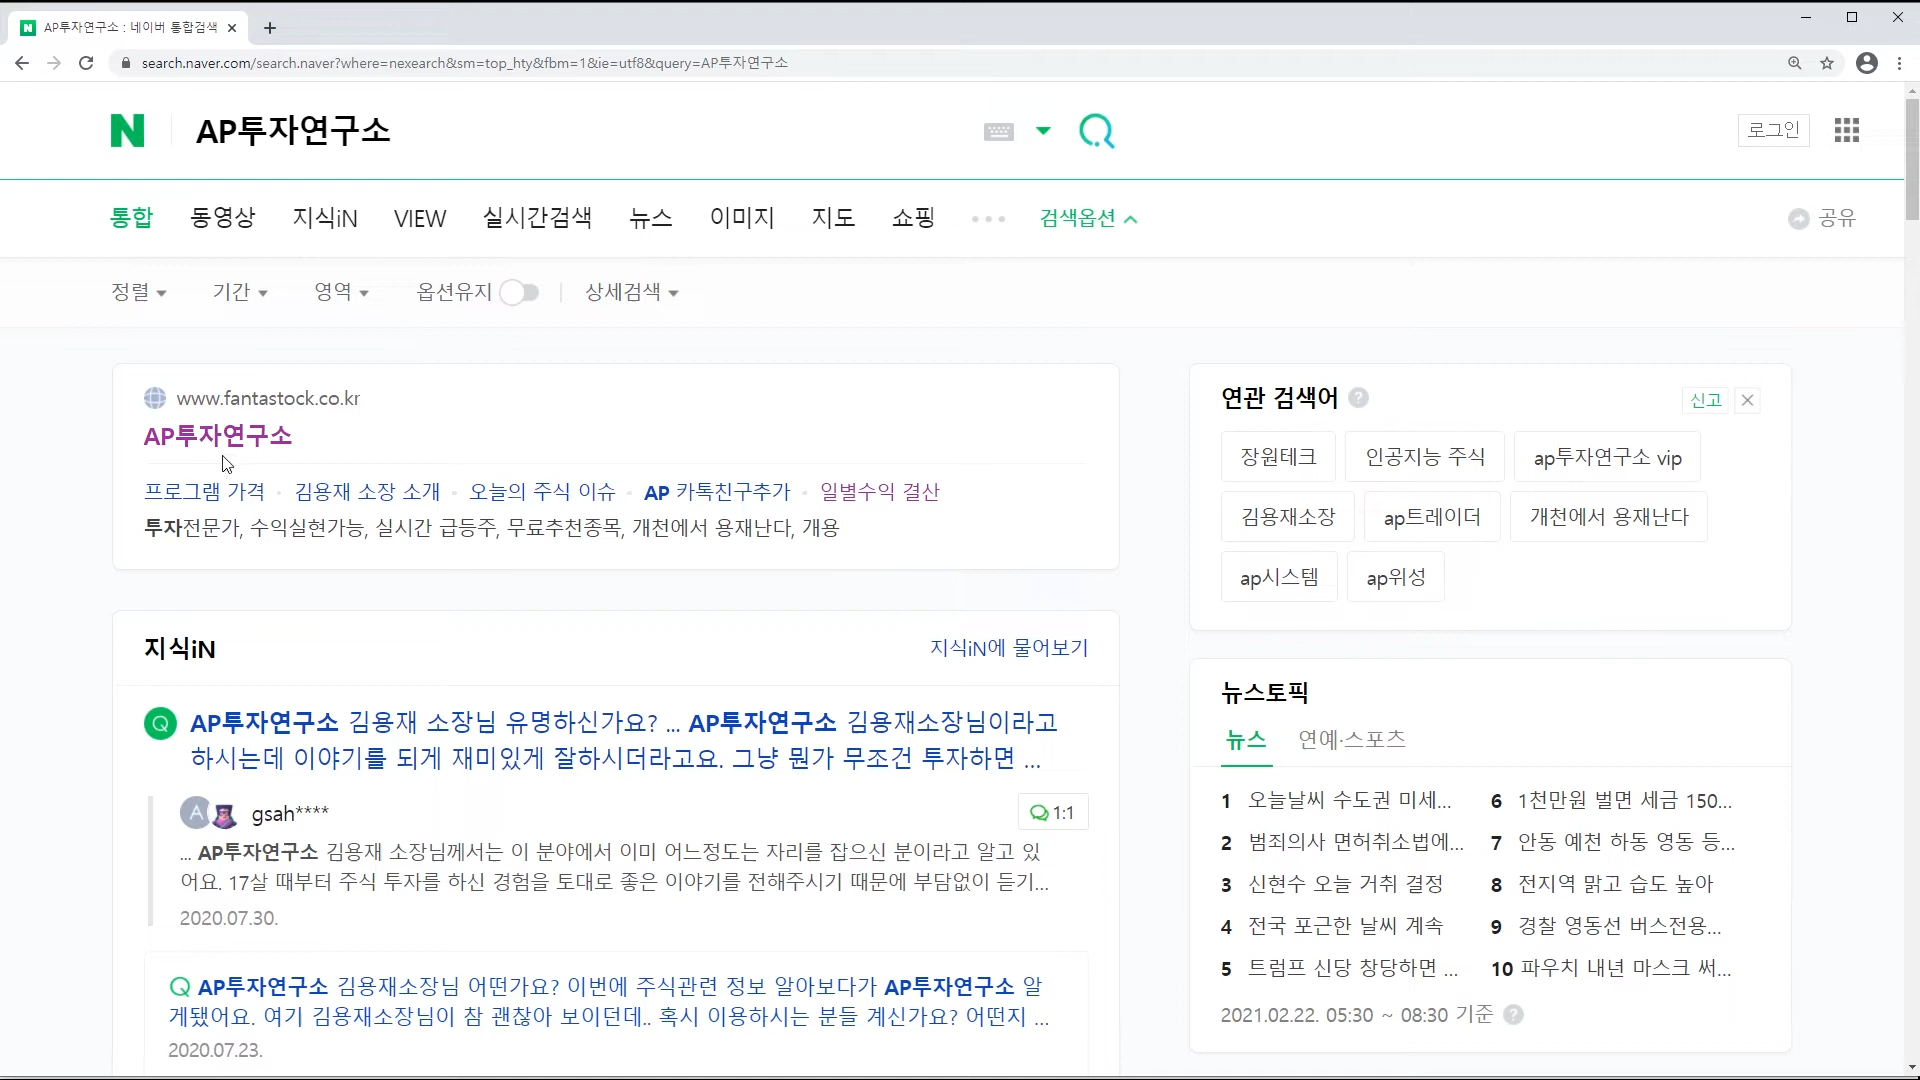 AP투자연구소 : 네이버 통합검색
search.naver.com/search.naver?where=nexearch&sm=top_hty&fbm=1&ie=utf8&query=AP투자연구소
N AP투자연구소 로그인
통합 동영상 지식iN VIEW 실시간검색 뉴스 이미지 지도 쇼핑 검색옵션 공유
정렬 기간 영역 옵션유지 상세검색
www.fantastock.co.kr
AP투자연구소
프로그램 가격 · 김용재 소장 소개 · 오늘의 주식 이슈 · AP 카톡친구추가 · 일별수익 결산
투자전문가, 수익실현가능, 실시간 급등주, 무료추천종목, 개천에서 용재난다, 개용
지식iN 지식iN에 물어보기
AP투자연구소 김용재 소장님 유명하신가요? ... AP투자연구소 김용재소장님이라고
하시는데 이야기를 되게 재미있게 잘하시더라고요. 그냥 뭔가 무조건 투자하면 ...
A gsah**** 1:1
... AP투자연구소 김용재 소장님께서는 이 분야에서 이미 어느정도는 자리를 잡으신 분이라고 알고 있
어요. 17살 때부터 주식 투자를 하신 경험을 토대로 좋은 이야기를 전해주시기 때문에 부담없이 듣기...
2020.07.30.
Q AP투자연구소 김용재소장님 어떤가요? 이번에 주식관련 정보 알아보다가 AP투자연구소 알
게됐어요. 여기 김용재소장님이 참 괜찮아 보이던데.. 혹시 이용하시는 분들 계신가요? 어떤지 ...
2020.07.23.
연관 검색어 ? 신고
장원테크 인공지능 주식 ap투자연구소 vip
김용재소장 ap트레이더 개천에서 용재난다
ap시스템 ap위성
뉴스토픽
뉴스 연예·스포츠
1 오늘날씨 수도권 미세... 6 1천만원 벌면 세금 150...
2 범죄의사 면허취소법에... 7 안동 예천 하동 영동 등...
3 신현수 오늘 거취 결정 8 전지역 맑고 습도 높아
4 전국 포근한 날씨 계속 9 경찰 영동선 버스전용...
5 트럼프 신당 창당하면 ... 10 파우치 내년 마스크 써...
2021.02.22. 05:30 ~ 08:30 기준 ?